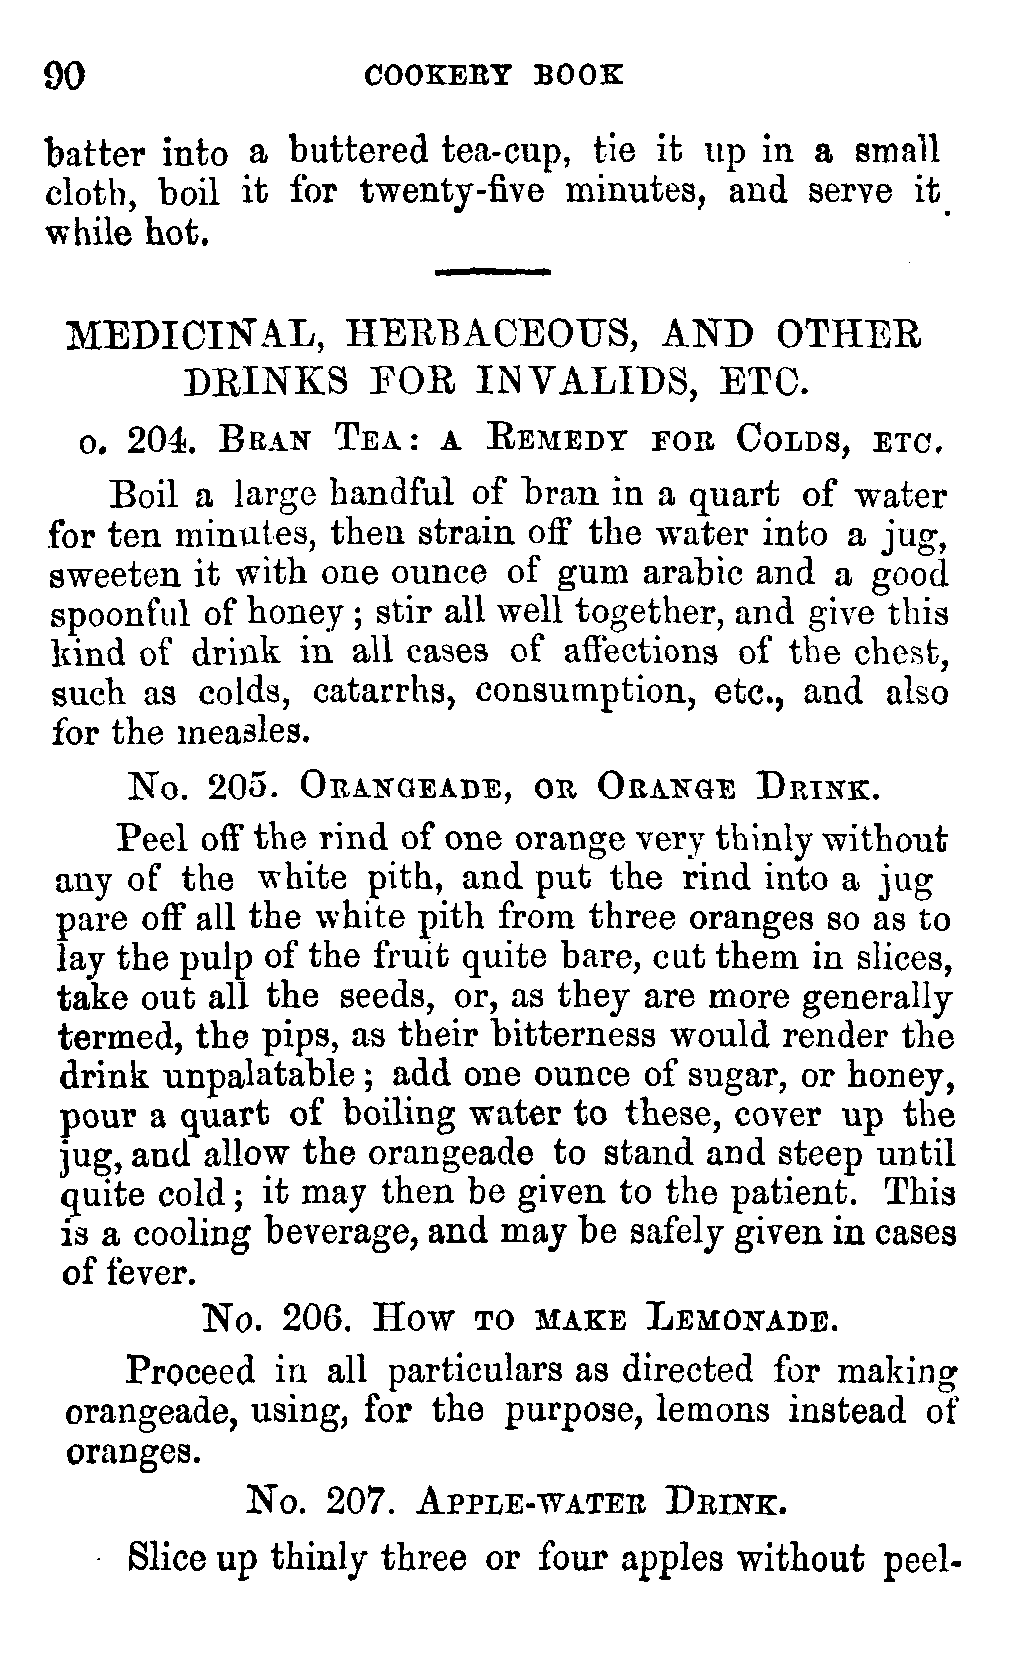 90 COOKERY BOOK
batter into a buttered tea-cup, tie it up in a small
cloth, boil it for twenty-five minutes, and serve it
while hot.
MEDICINAL, HERBACEOUS, AND OTHER
DRINKS FOR INVALIDS, ETC.
o. 204. BRAN TEA: A REMEDY FOR COLDS, ETC.
Boil a large handful of bran in a quart of water
for ten minutes, then strain off the water into a jug,
sweeten it with one ounce of gum arabic and a good
spoonful of honey; stir all well together, and give this
kind of drink in all cases of affections of the chest,
such as colds, catarrhs, consumption, etc., and also
for the measles.
No. 205. ORANGEADE, OR ORANGE DRINK.
Peel off the rind of one orange very thinly without
any of the white pith, and put the rind into a jug
pare off all the white pith from three oranges so as to
lay the pulp of the fruit quite bare, cut them in slices,
take out all the seeds, or, as they are more generally
termed, the pips, as their bitterness would render the
drink unpalatable; add one ounce of sugar, or honey,
pour a quart of boiling water to these, cover up the
jug, and allow the orangeade to stand and steep until
quite cold; it may then be given to the patient. This
is a cooling beverage, and may be safely given in cases
of fever.
No. 206. HOW TO MAKE LEMONADE.
Proceed in all particulars as directed for making
orangeade, using, for the purpose, lemons instead of
oranges.
No. 207. APPLE-WATER DRINK.
Slice up thinly three or four apples without peel-